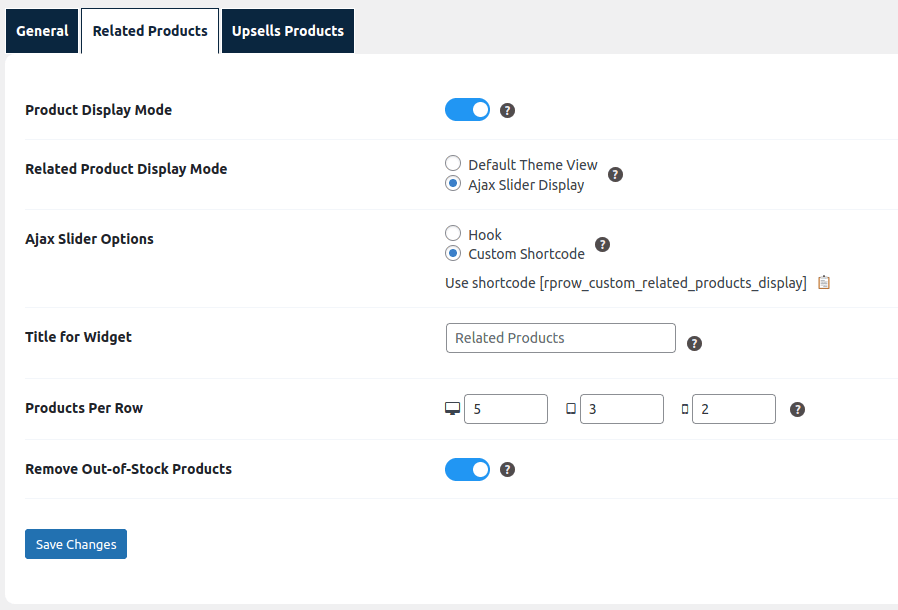 General Related Products Upsells Products
Product Display Mode ?
Related Product Display Mode
Default Theme View
Ajax Slider Display ?
Ajax Slider Options
Hook
Custom Shortcode ?
Use shortcode [rprow_custom_related_products_display]
Title for Widget Related Products ?
Products Per Row 5 3 2 ?
Remove Out-of-Stock Products ?
Save Changes